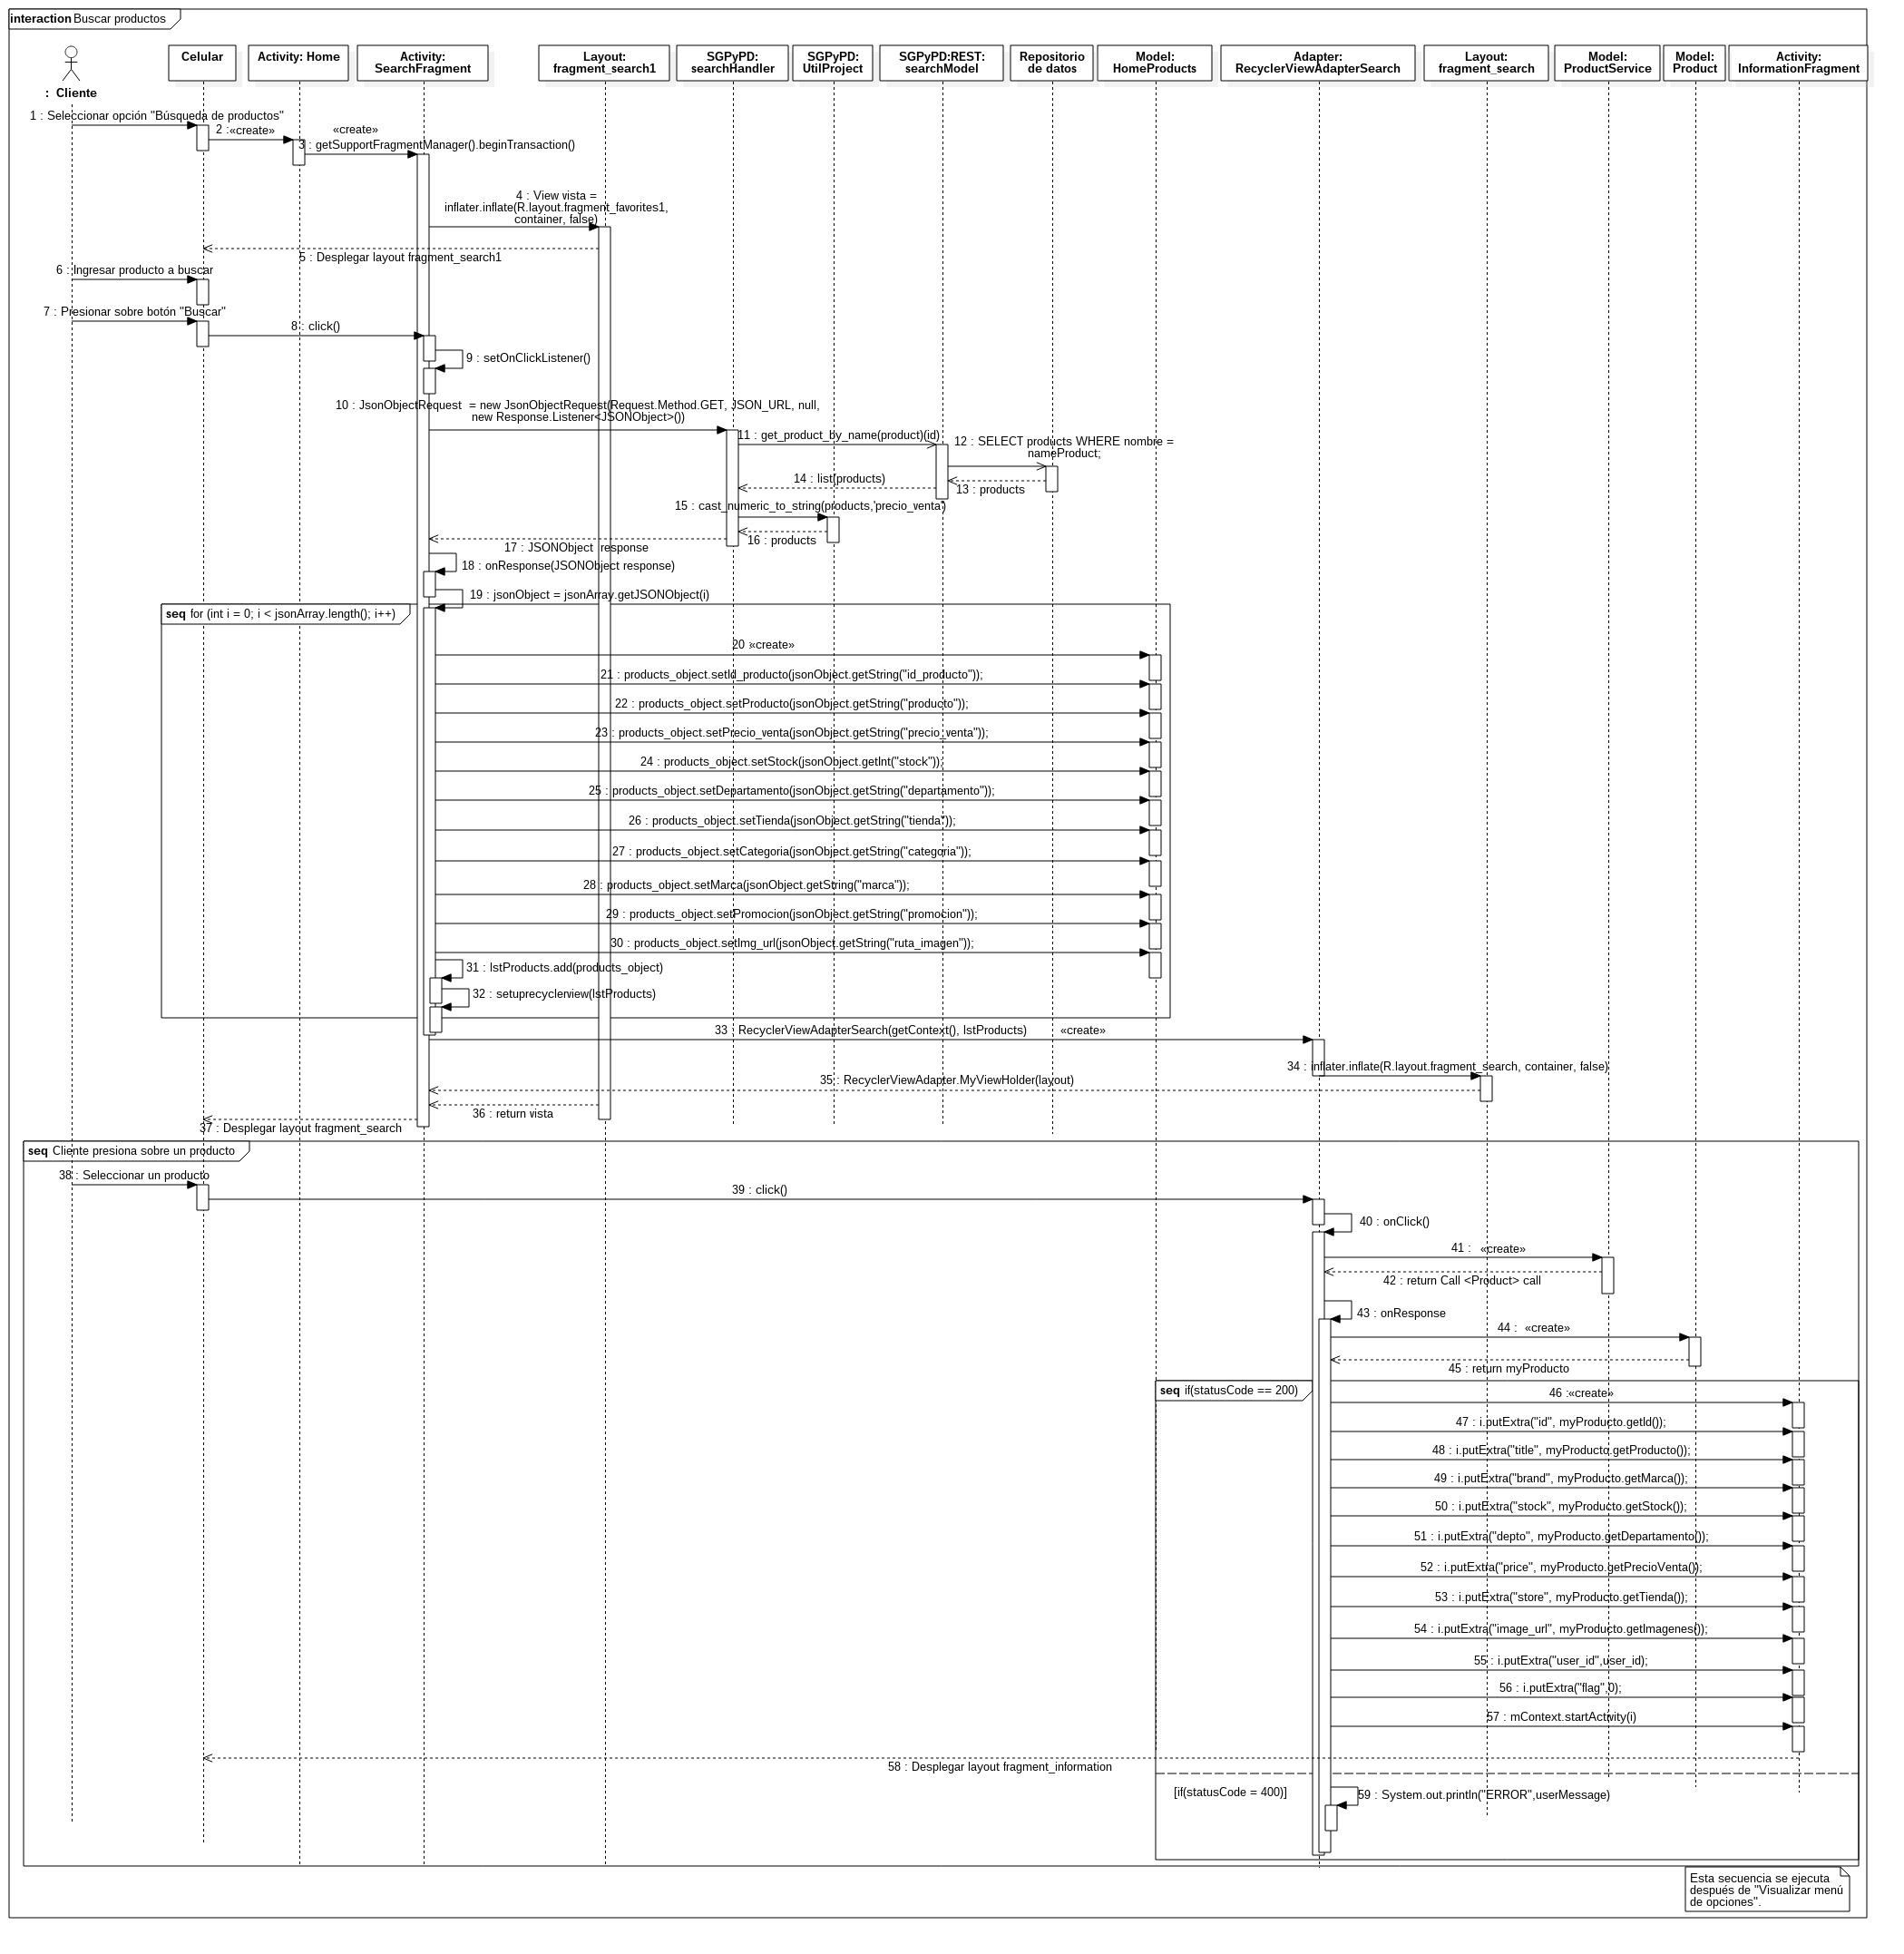 interaction Buscar productos
: Cliente
Celular
Activity: Home
Activity:
SearchFragment
Layout:
fragment_search1
SGPyPD:
searchHandler
SGPyPD:
UtilProject
SGPyPD:REST:
searchModel
Repositorio
de datos
Model:
HomeProducts
Adapter:
RecyclerViewAdapterSearch
Layout:
fragment_search
Model:
ProductService
Model:
Product
Activity:
InformationFragment
1 : Seleccionar opción "Búsqueda de productos"
2 : «create»
«create»
3 : getSupportFragmentManager().beginTransaction()
4 : View vista =
inflater.inflate(R.layout.fragment_favorites1,
container, false)
5 : Desplegar layout fragment_search1
6 : Ingresar producto a buscar
7 : Presionar sobre botón "Buscar"
8 : click()
9 : setOnClickListener()
10 : JsonObjectRequest = new JsonObjectRequest(Request.Method.GET, JSON_URL, null,
new Response.Listener<JSONObject>())
11 : get_product_by_name(product)(id)
12 : SELECT products WHERE nombre =
nameProduct;
13 : products
14 : list(products)
15 : cast_numeric_to_string(products,'precio_venta')
16 : products
17 : JSONObject response
18 : onResponse(JSONObject response)
19 : jsonObject = jsonArray.getJSONObject(i)
seq for (int i = 0; i < jsonArray.length(); i++)
20 : «create»
21 : products_object.setId_producto(jsonObject.getString("id_producto"));
22 : products_object.setProducto(jsonObject.getString("producto"));
23 : products_object.setPrecio_venta(jsonObject.getString("precio_venta"));
24 : products_object.setStock(jsonObject.getInt("stock"));
25 : products_object.setDepartamento(jsonObject.getString("departamento"));
26 : products_object.setTienda(jsonObject.getString("tienda"));
27 : products_object.setCategoria(jsonObject.getString("categoria"));
28 : products_object.setMarca(jsonObject.getString("marca"));
29 : products_object.setPromocion(jsonObject.getString("promocion"));
30 : products_object.setImg_url(jsonObject.getString("ruta_imagen"));
31 : lstProducts.add(products_object)
32 : setuprecyclerview(lstProducts)
33 : RecyclerViewAdapterSearch(getContext(), lstProducts) «create»
34 : inflater.inflate(R.layout.fragment_search, container, false)
35 : RecyclerViewAdapter.MyViewHolder(layout)
36 : return vista
37 : Desplegar layout fragment_search
seq Cliente presiona sobre un producto
38 : Seleccionar un producto
39 : click()
40 : onClick()
41 : «create»
42 : return Call <Product> call
43 : onResponse
44 : «create»
45 : return myProducto
seq if(statusCode == 200)
46 : «create»
47 : i.putExtra("id", myProducto.getId());
48 : i.putExtra("title", myProducto.getProducto());
49 : i.putExtra("brand", myProducto.getMarca());
50 : i.putExtra("stock", myProducto.getStock());
51 : i.putExtra("depto", myProducto.getDepartamento());
52 : i.putExtra("price", myProducto.getPrecioVenta());
53 : i.putExtra("store", myProducto.getTienda());
54 : i.putExtra("image_url", myProducto.getImagenes());
55 : i.putExtra("user_id",user_id);
56 : i.putExtra("flag",0);
57 : mContext.startActivity(i)
58 : Desplegar layout fragment_information
[if(statusCode = 400)]
59 : System.out.println("ERROR",userMessage)
Esta secuencia se ejecuta
después de "Visualizar menú
de opciones".